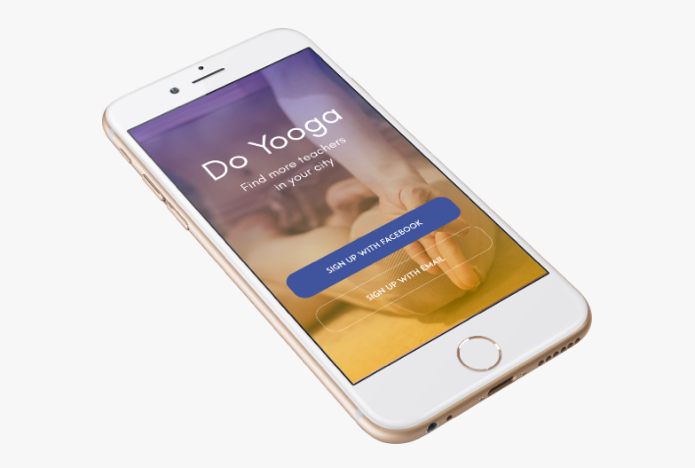 Do Yooga
Find more teachers
in your city
SIGN UP WITH FACEBOOK
SIGN UP WITH EMAIL